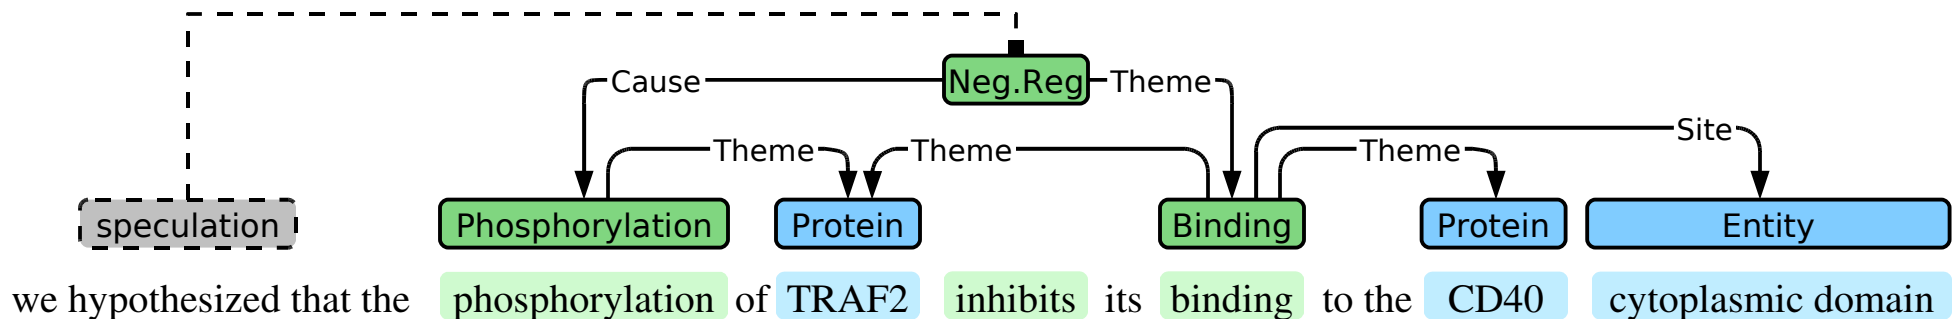 Neg.Reg
Cause Theme
Site
Theme Theme Theme
speculation Phosphorylation Protein Binding Protein Entity
we hypothesized that the phosphorylation of TRAF2 inhibits its binding to the CD40 cytoplasmic domain